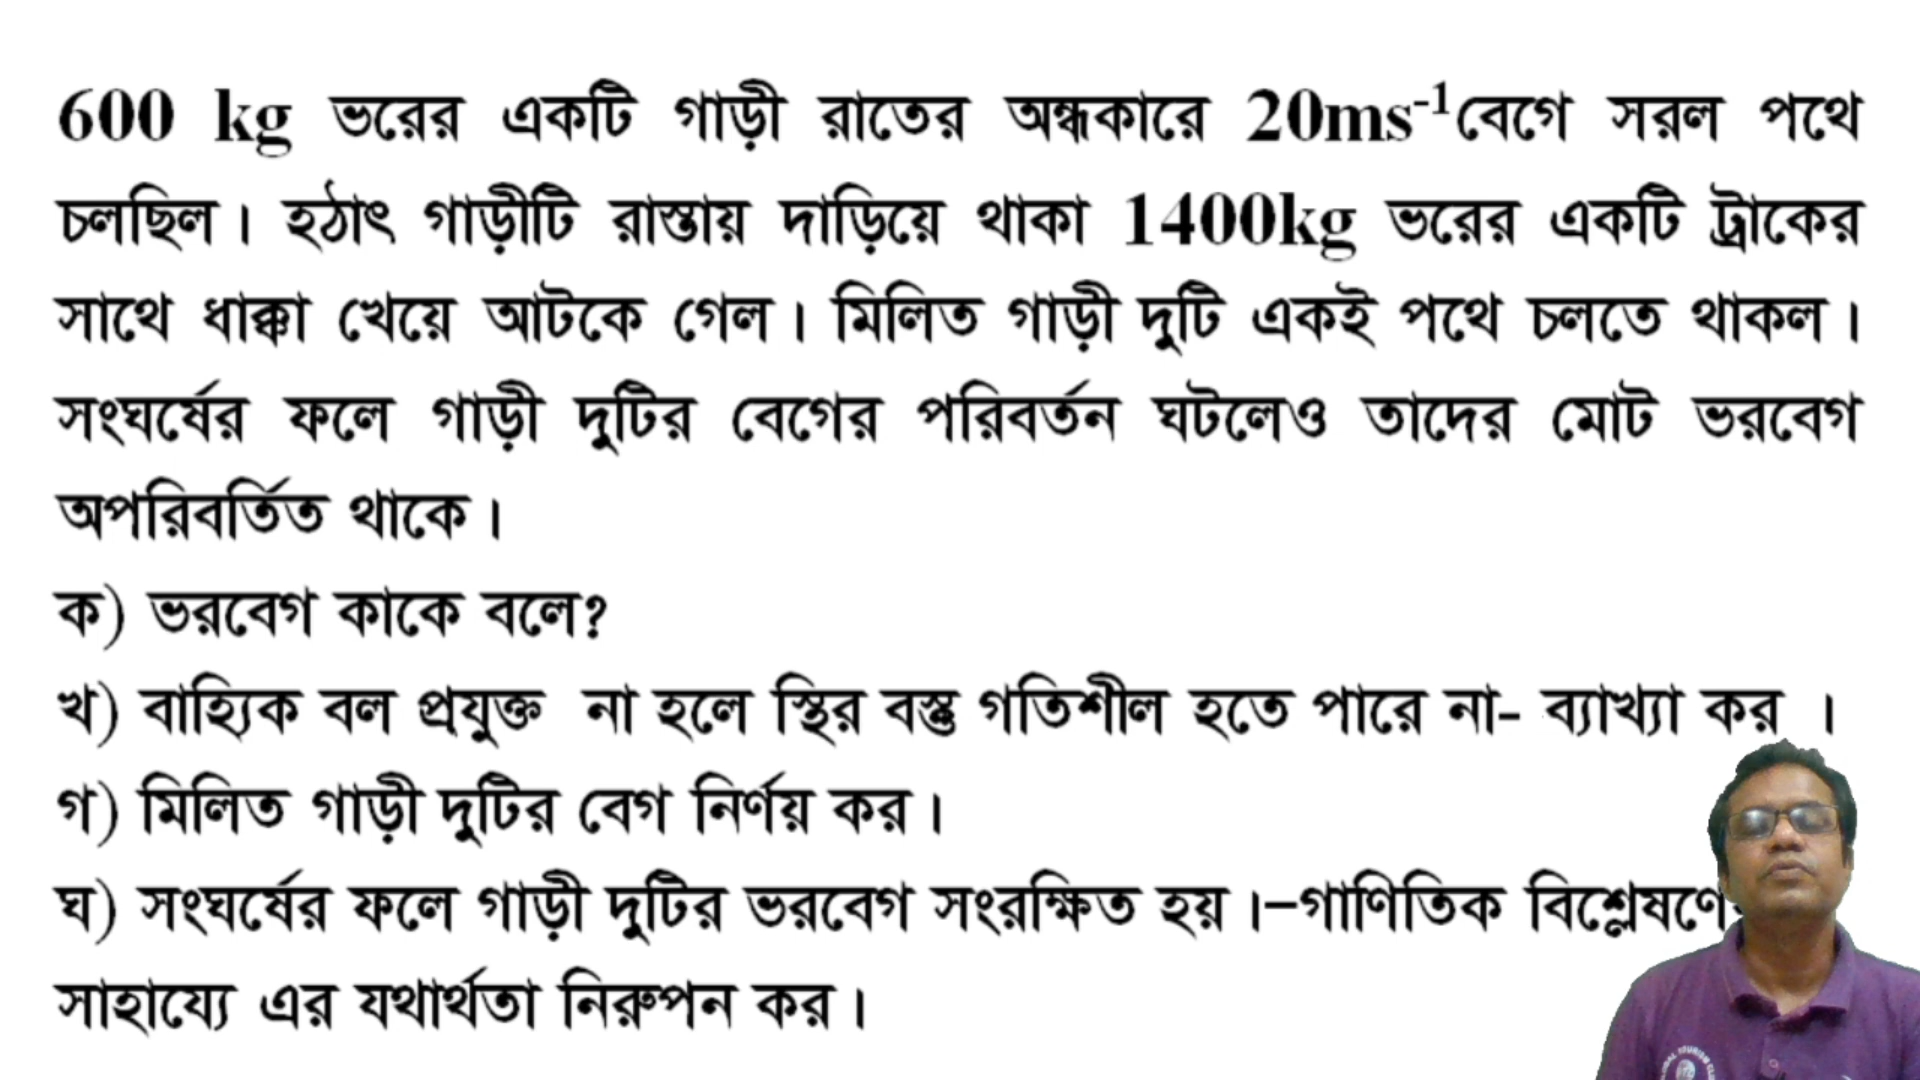 600 kg ভরের একটি গাড়ী রাতের অন্ধকারে 20ms⁻¹বেগে সরল পথে
চলছিল। হঠাৎ গাড়ীটি রাস্তায় দাড়িয়ে থাকা 1400kg ভরের একটি ট্রাকের
সাথে ধাক্কা খেয়ে আটকে গেল। মিলিত গাড়ী দুটি একই পথে চলতে থাকল।
সংঘর্ষের ফলে গাড়ী দুটির বেগের পরিবর্তন ঘটলেও তাদের মোট ভরবেগ
অপরিবর্তিত থাকে।
ক) ভরবেগ কাকে বলে?
খ) বাহ্যিক বল প্রযুক্ত না হলে স্থির বস্তু গতিশীল হতে পারে না- ব্যাখ্যা কর ।
গ) মিলিত গাড়ী দুটির বেগ নির্ণয় কর।
ঘ) সংঘর্ষের ফলে গাড়ী দুটির ভরবেগ সংরক্ষিত হয়।–গাণিতিক
সাহায্যে এর যথার্থতা নিরুপন কর।